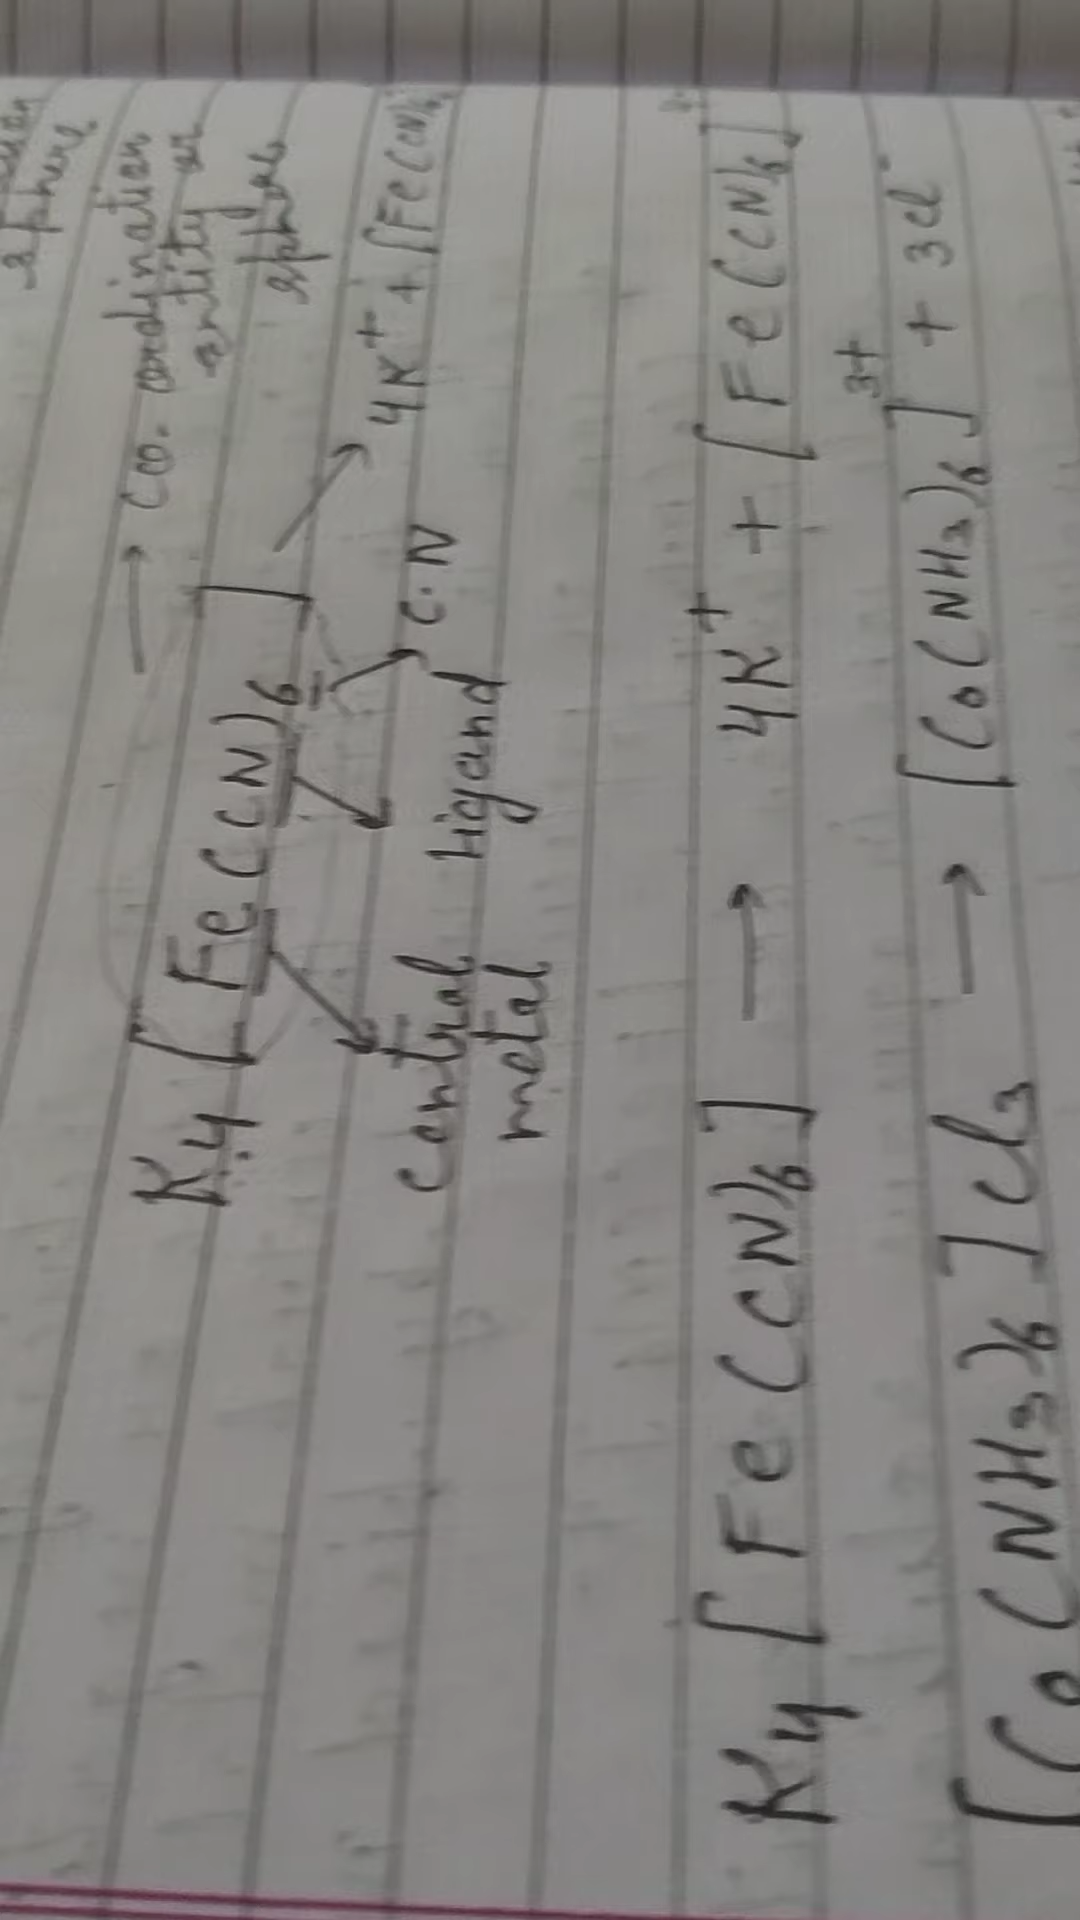 sphere
K4 [Fe(CN)6] → co-ordination
entity or
sphere
→ 4K⁺ + [Fe(CN)6
central ligand C.N
metal
K4 [Fe(CN)6] → 4K⁺ + [Fe(CN)6]
[Co(NH3)6]Cl3 → [Co(NH3)6]³⁺ + 3Cl⁻